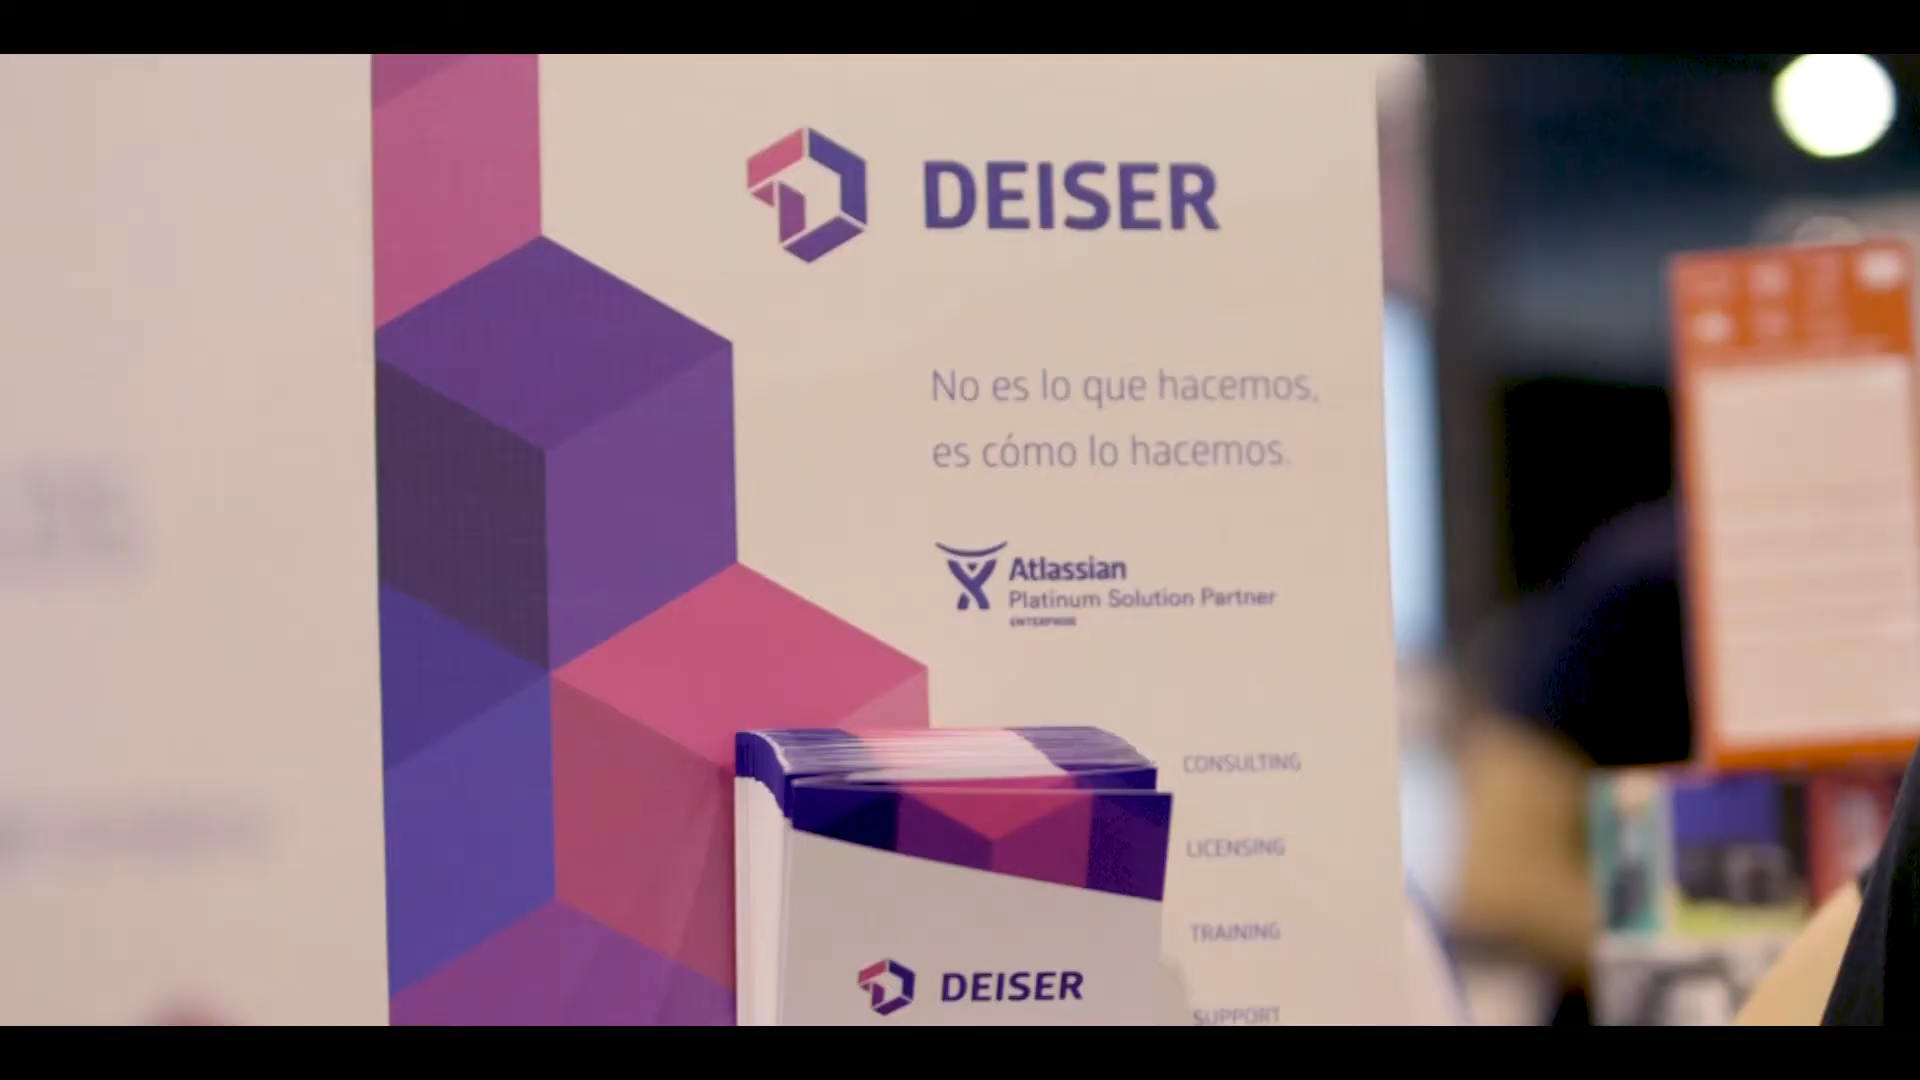 DEISER
No es lo que hacemos,
es cómo lo hacemos.
Atlassian
Platinum Solution Partner
ENTERPRISE
CONSULTING
LICENSING
TRAINING
SUPPORT
DEISER